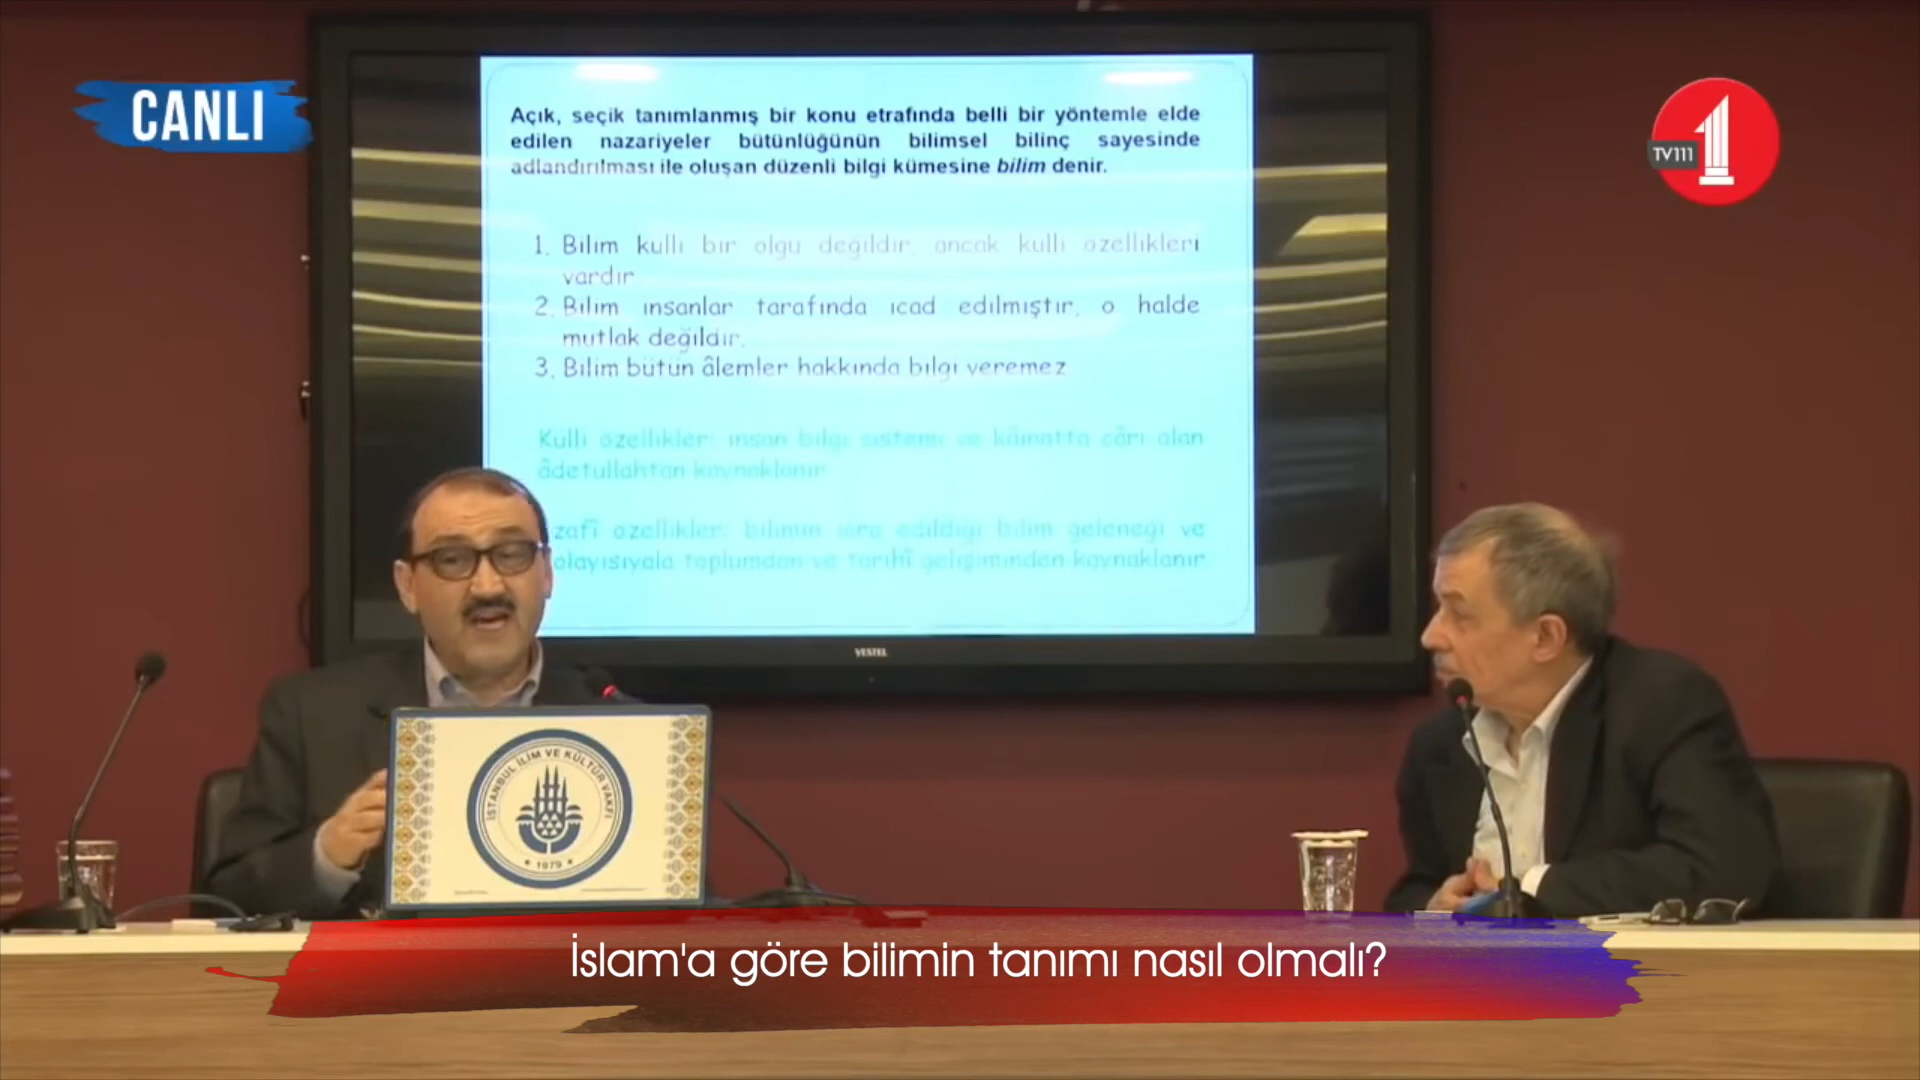 CANLI
TV111
Açık, seçik tanımlanmış bir konu etrafında belli bir yöntemle elde
edilen nazariyeler bütünlüğünün bilimsel bilinç sayesinde
adlandırılması ile oluşan düzenli bilgi kümesine bilim denir.
1. Bilim külli bir olgu değildir, ancak külli özellikleri
vardır
2. Bilim insanlar tarafında icad edilmiştir, o halde
mutlak değildir.
3. Bilim bütün âlemler hakkında bilgi veremez
Külli özellikler: insan bilgi sistemi ve kâinatta câri olan
âdetullahtan kaynaklanır
zafî özellikler: bilimin icra edildiği bilim geleneği ve
olayısıyala toplumdan ve tarihî gelişiminden kaynaklanır
VESTEL
İSTANBUL İLİM VE KÜLTÜR VAKFI
1979
İslam'a göre bilimin tanımı nasıl olmalı?